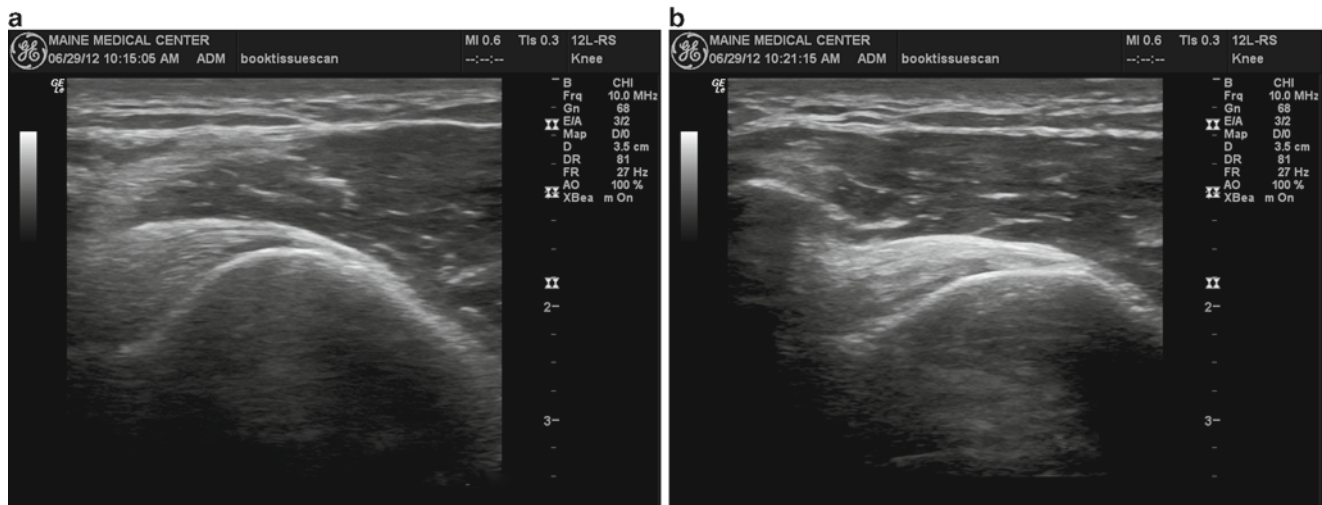 a
MAINE MEDICAL CENTER MI 0.6 TIs 0.3 12L-RS
06/29/12 10:15:05 AM ADM booktissuescan --:--:-- Knee
GE
Lo
B CHI
Frq 10.0 MHz
Gn 68
E/A 3/2
Map D/0
D 3.5 cm
DR 81
FR 27 Hz
AO 100 %
XBea m On
2-
3-
b
MAINE MEDICAL CENTER MI 0.6 TIs 0.3 12L-RS
06/29/12 10:21:15 AM ADM booktissuescan --:--:-- Knee
GE
Lo
B CHI
Frq 10.0 MHz
Gn 68
E/A 3/2
Map D/0
D 3.5 cm
DR 81
FR 27 Hz
AO 100 %
XBea m On
2-
3-